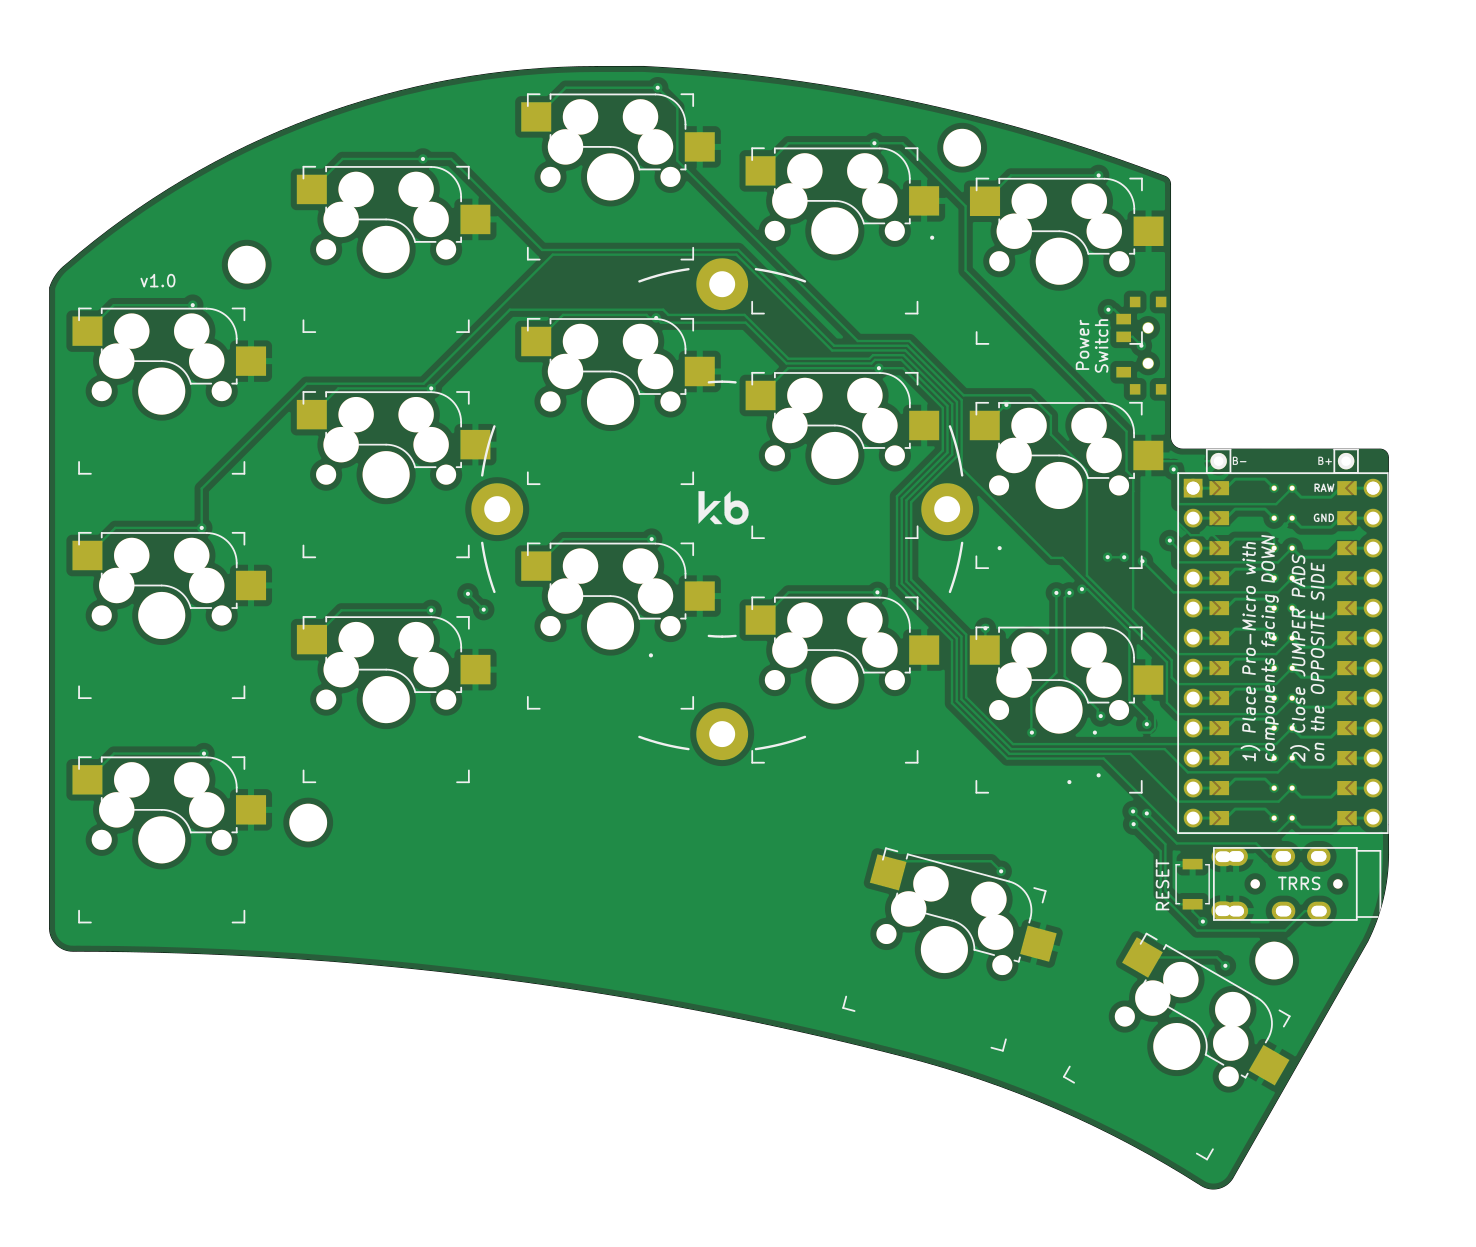 v1.0
Power
Switch
kb
B-
B+
RAW
GND
1) Place Pro-Micro with
components facing DOWN
2) Close JUMPER PADS
on the OPPOSITE SIDE
RESET
TRRS